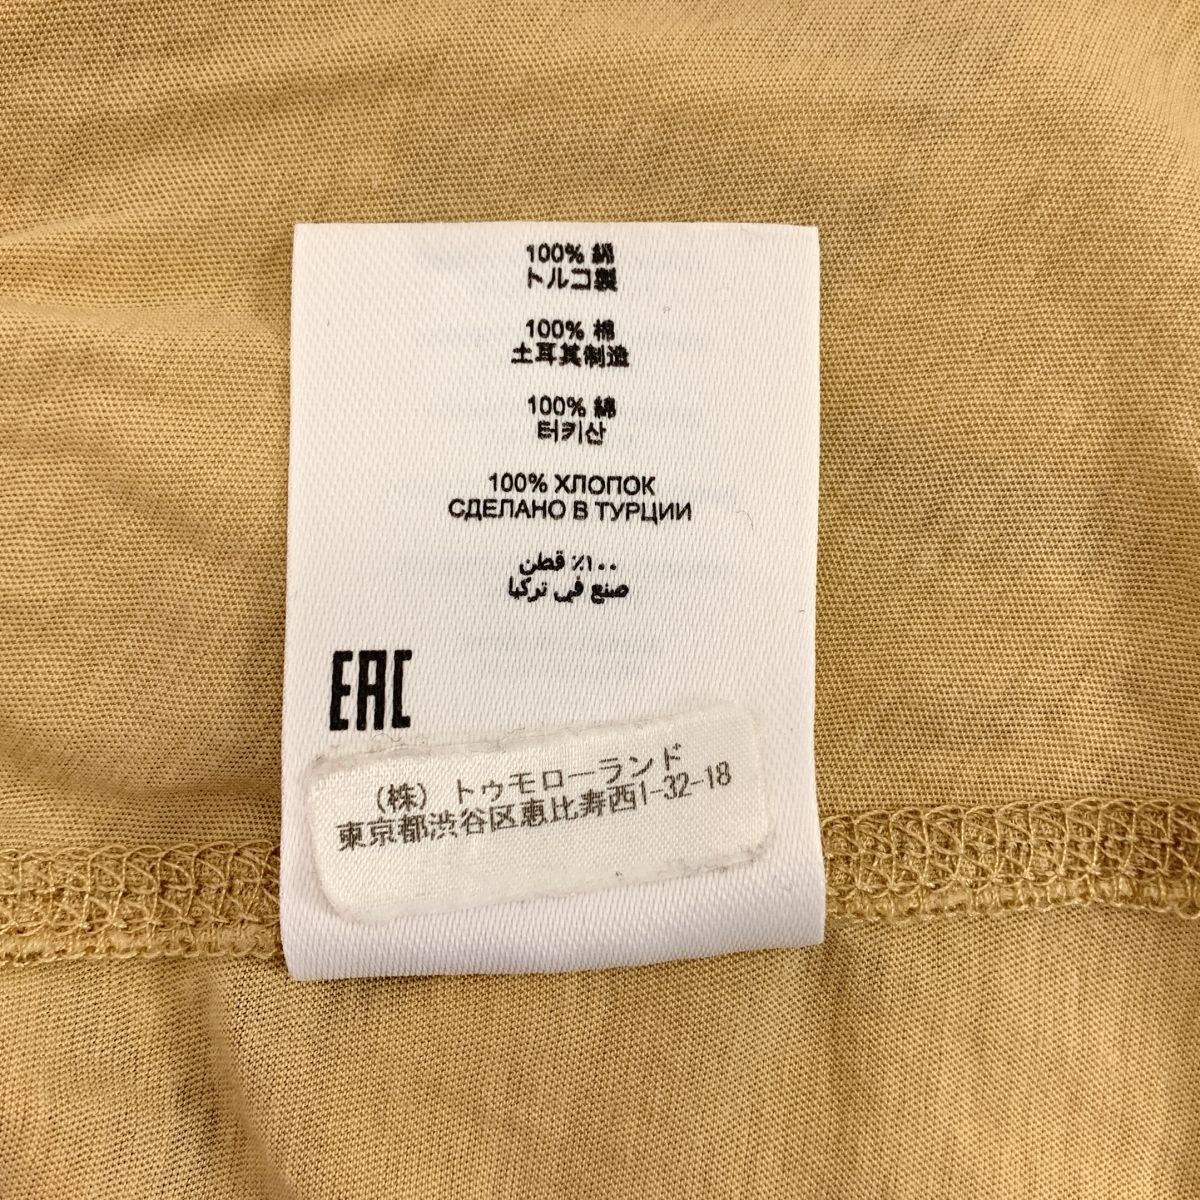 100% 綿
トルコ製
100% 棉
土耳其制造
100% 綿
터키산
100% ХЛОПОК
СДЕЛАНО В ТУРЦИИ
١٠٠٪ قطن
صنع في تركيا
EAC
（株）トゥモローランド
東京都渋谷区恵比寿西1-32-18